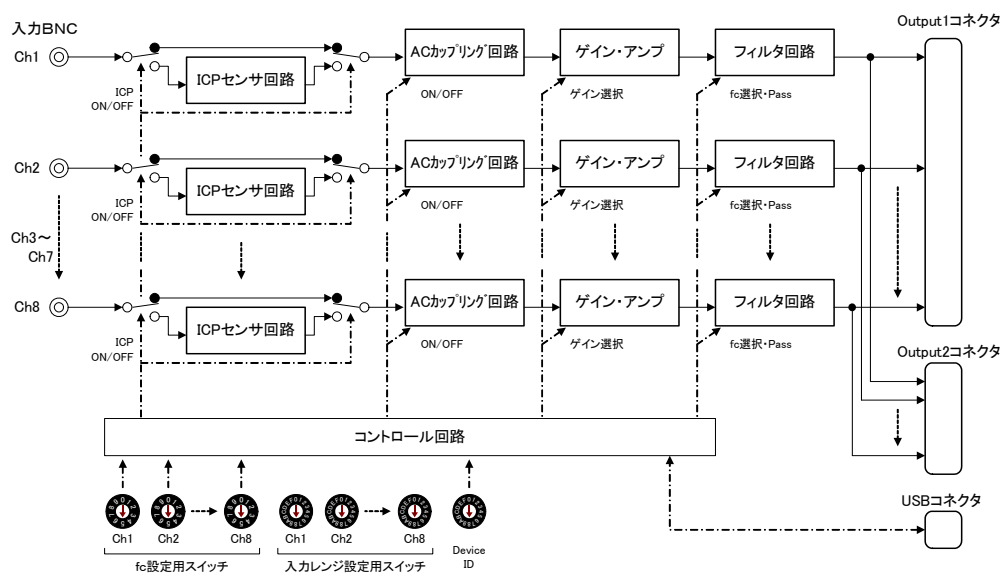 入力BNC
Output1コネクタ
Ch1
ICPセンサ回路
ICP
ON/OFF
ACカップリング回路
ON/OFF
ゲイン・アンプ
ゲイン選択
フィルタ回路
fc選択・Pass
Ch2
ICPセンサ回路
ICP
ON/OFF
ACカップリング回路
ON/OFF
ゲイン・アンプ
ゲイン選択
フィルタ回路
fc選択・Pass
Ch3～
Ch7
Ch8
ICPセンサ回路
ICP
ON/OFF
ACカップリング回路
ON/OFF
ゲイン・アンプ
ゲイン選択
フィルタ回路
fc選択・Pass
Output2コネクタ
コントロール回路
USBコネクタ
Ch1
Ch2
Ch8
fc設定用スイッチ
Ch1
Ch2
Ch8
入力レンジ設定用スイッチ
Device
ID